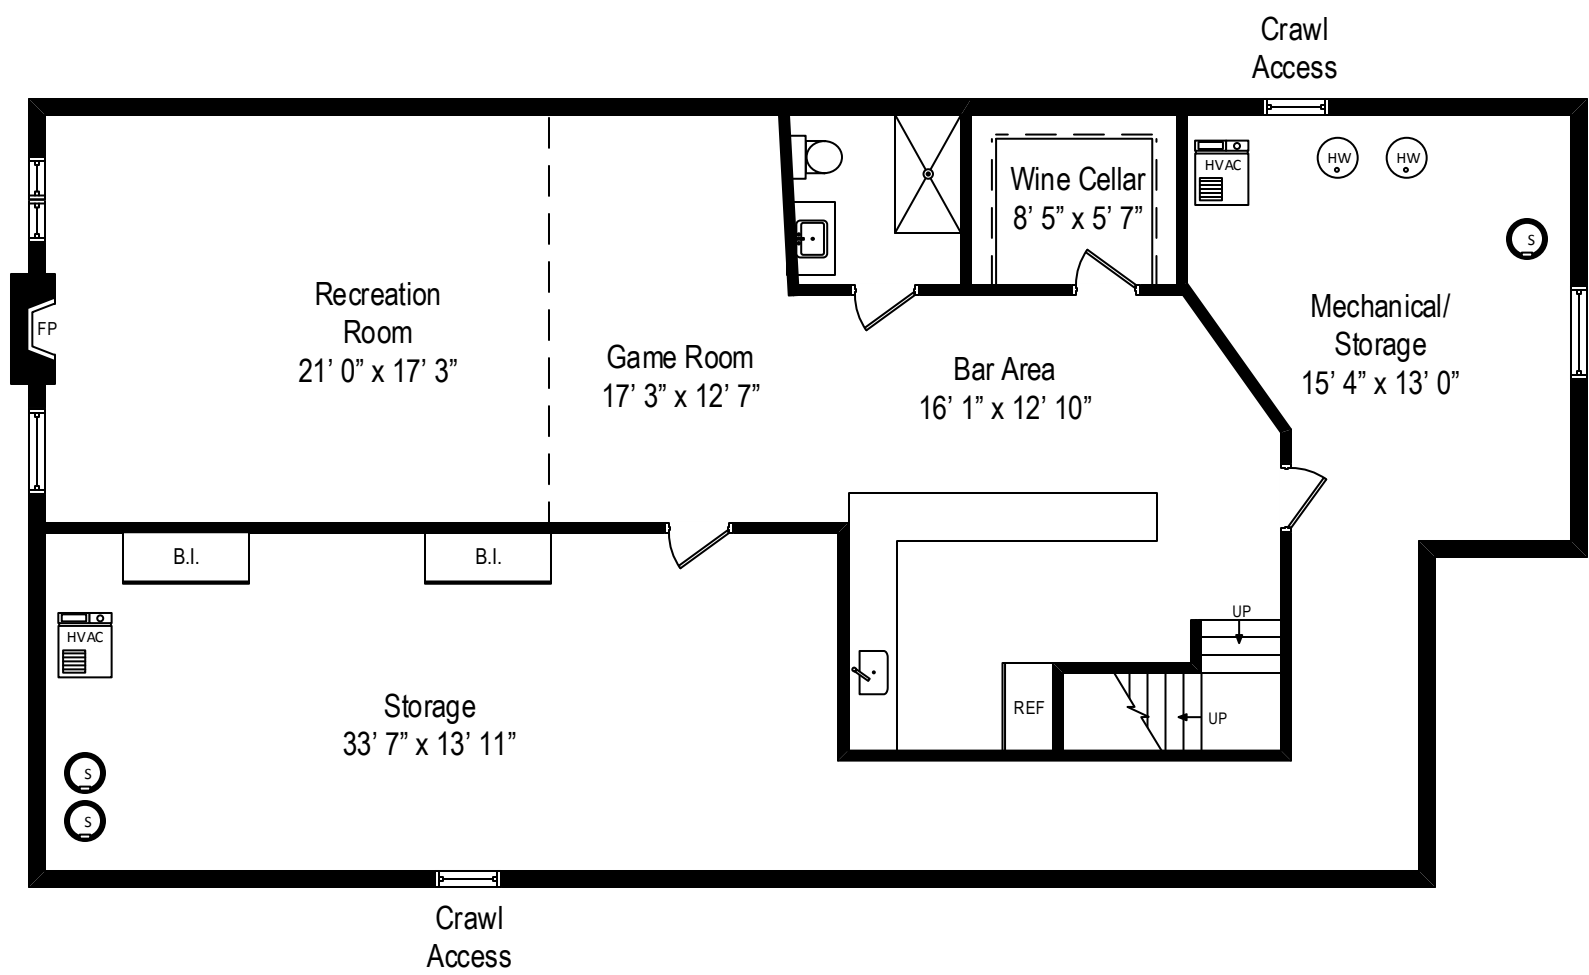 Crawl
Access
HVAC
HW
HW
Wine Cellar
8’ 5” x 5’ 7”
S
Recreation
Room
21’ 0” x 17’ 3”
FP
Game Room
17’ 3” x 12’ 7”
Bar Area
16’ 1” x 12’ 10”
Mechanical/
Storage
15’ 4” x 13’ 0”
B.I.
B.I.
HVAC
UP
Storage
33’ 7” x 13’ 11”
REF
UP
S
S
Crawl
Access